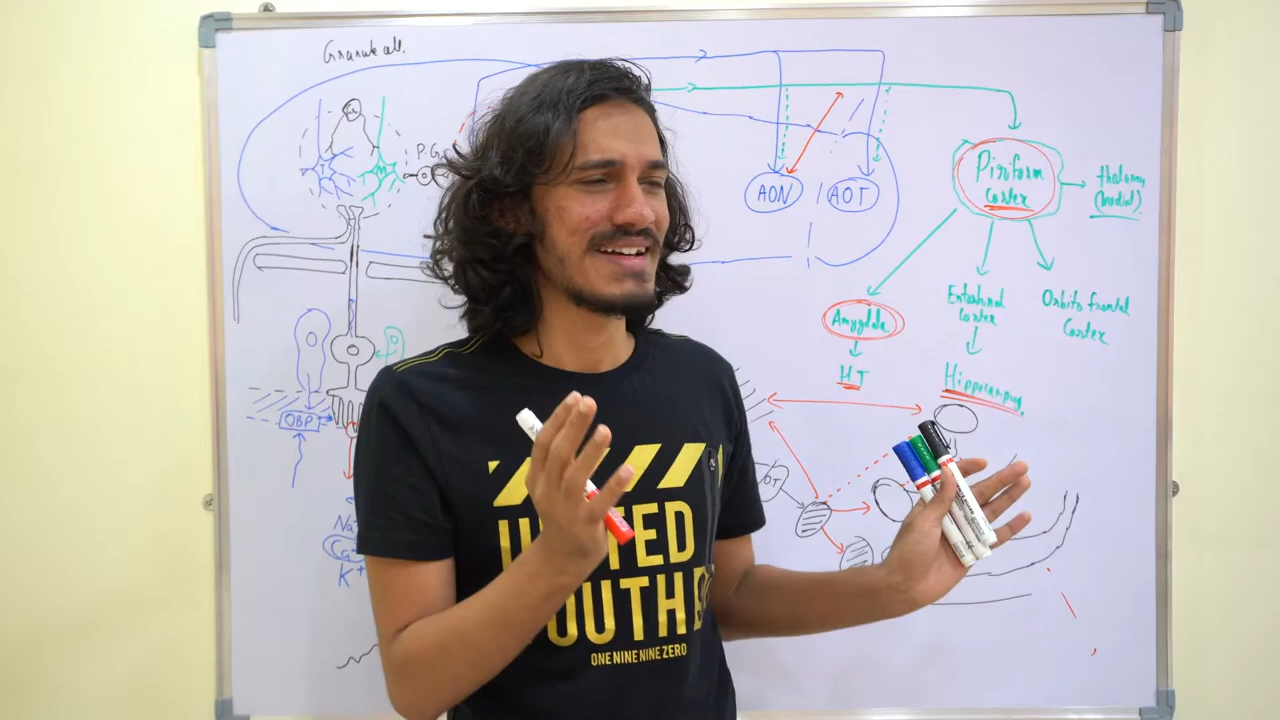 Granule cell.
P.G.
T
M
AON
AOT
Piriform
cortex
thalamus
(medial)
Amygdala
HT
Entorhinal
cortex
Hippocampus
Orbito frontal
Cortex
OBP
OT
Na
Ca
K+
UNITED
YOUTH
ONE NINE NINE ZERO